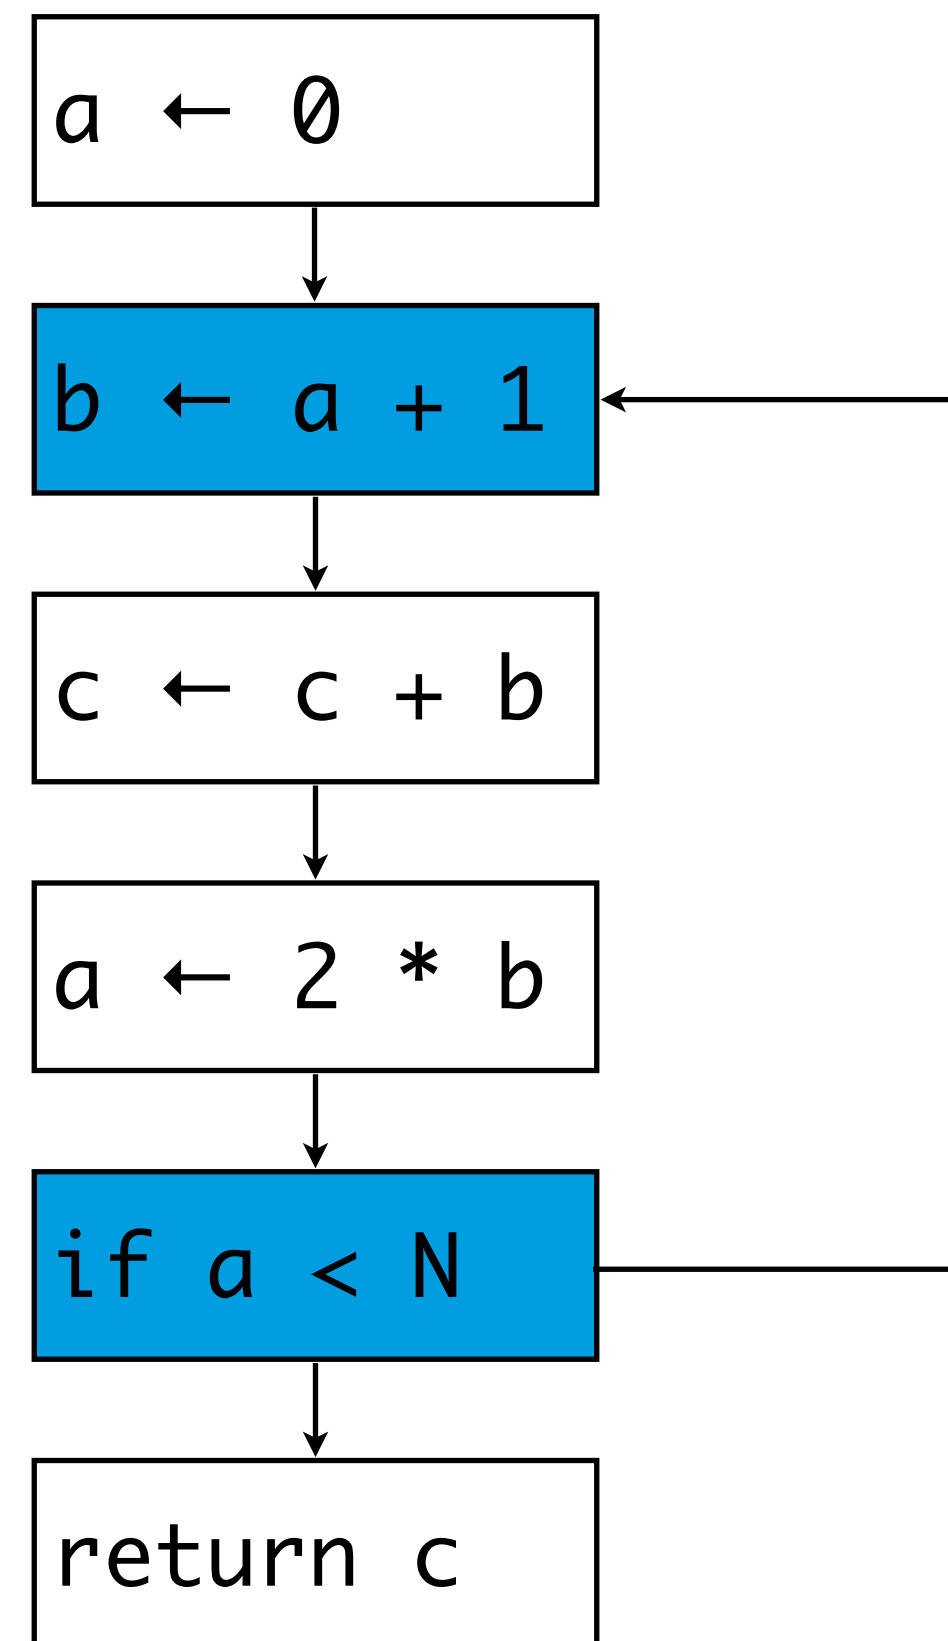 a ← 0
b ← a + 1
c ← c + b
a ← 2 * b
if a < N
return c